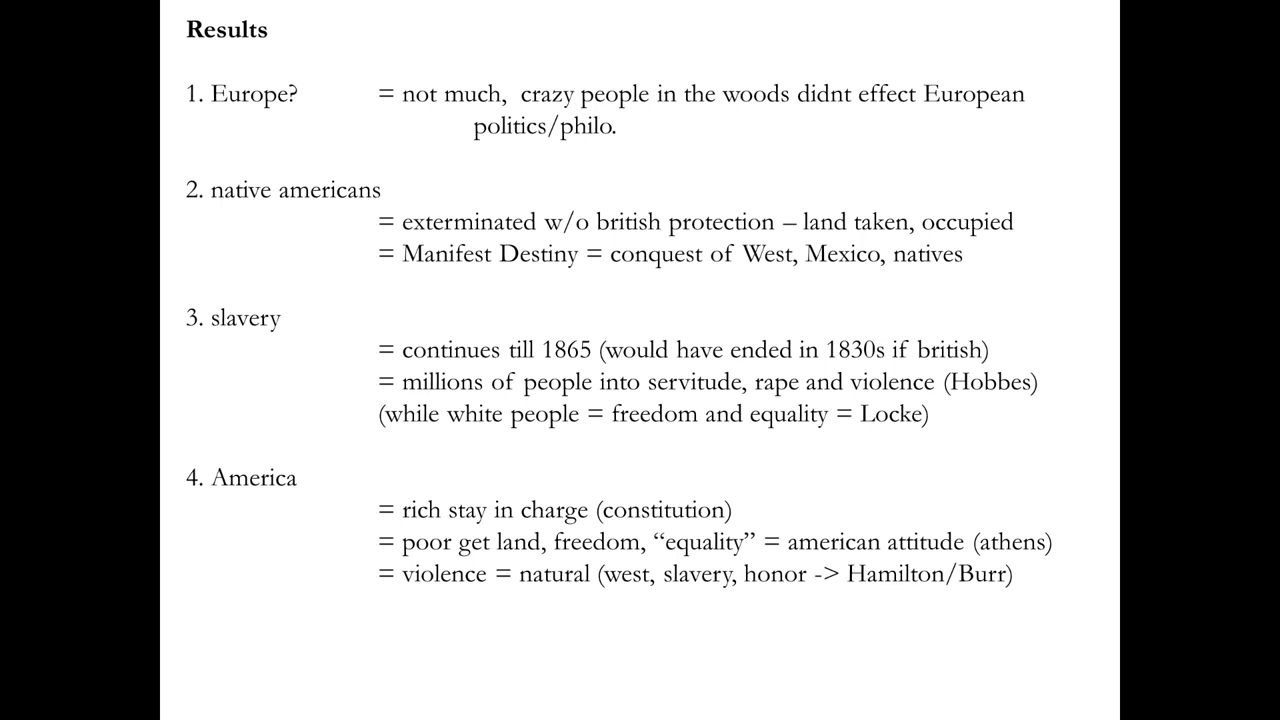 Results
1. Europe? = not much, crazy people in the woods didnt effect European
politics/philo.
2. native americans
= exterminated w/o british protection – land taken, occupied
= Manifest Destiny = conquest of West, Mexico, natives
3. slavery
= continues till 1865 (would have ended in 1830s if british)
= millions of people into servitude, rape and violence (Hobbes)
(while white people = freedom and equality = Locke)
4. America
= rich stay in charge (constitution)
= poor get land, freedom, “equality” = american attitude (athens)
= violence = natural (west, slavery, honor -> Hamilton/Burr)